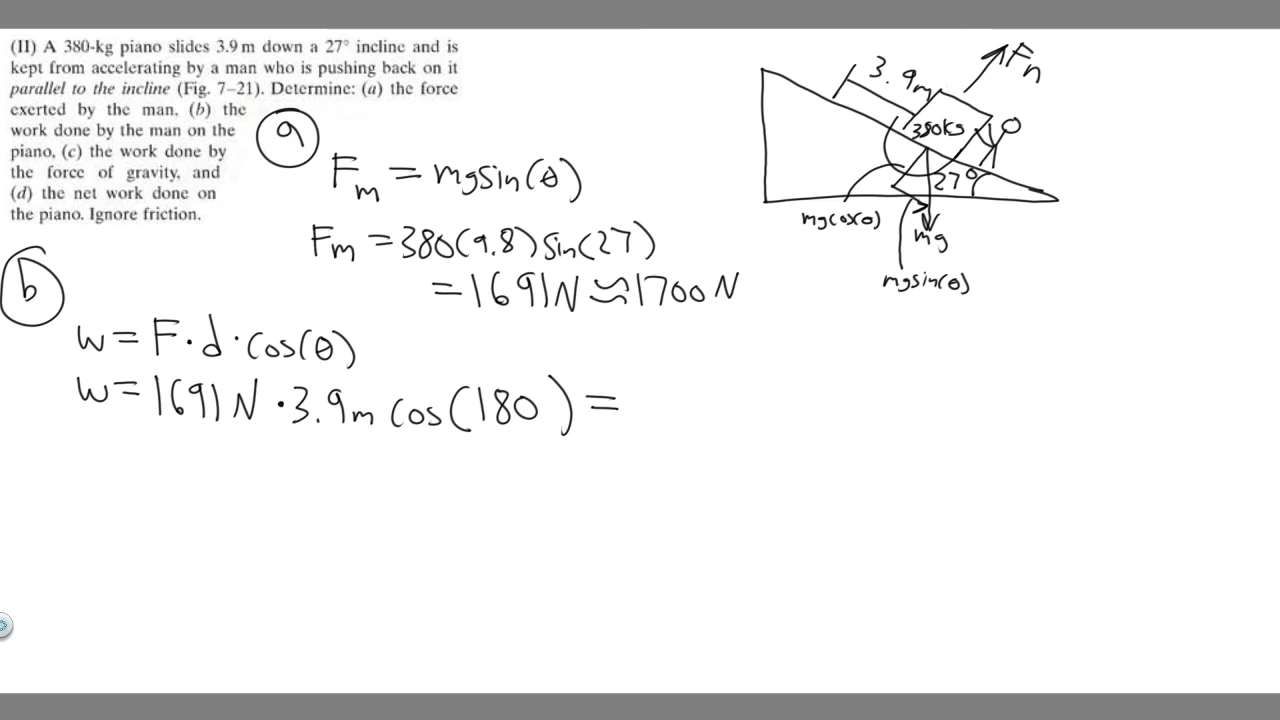 (II) A 380-kg piano slides 3.9 m down a 27° incline and is
kept from accelerating by a man who is pushing back on it
parallel to the incline (Fig. 7–21). Determine: (a) the force
exerted by the man, (b) the
work done by the man on the
piano, (c) the work done by
the force of gravity, and
(d) the net work done on
the piano. Ignore friction.
a
Fm = mgsin(θ)
Fm = 380(9.8) sin(27)
= 1691N ≈ 1700 N
b
W = F·d·cos(θ)
W = 1691 N · 3.9m cos(180) =
3.9m
Fn
380kg
27°
mg
mgsin(θ)